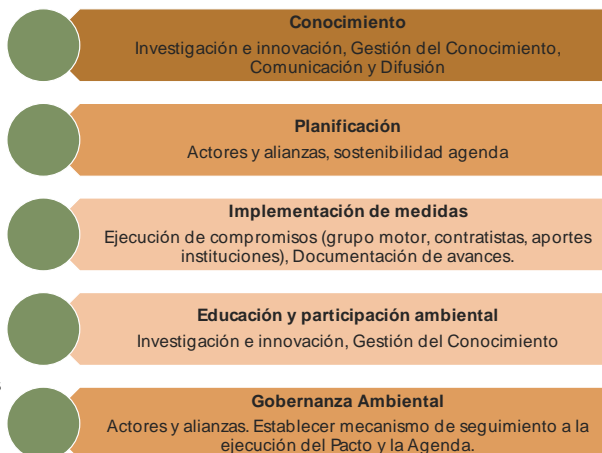 Conocimiento
Investigación e innovación, Gestión del Conocimiento,
Comunicación y Difusión
Planificación
Actores y alianzas, sostenibilidad agenda
Implementación de medidas
Ejecución de compromisos (grupo motor, contratistas, aportes
instituciones), Documentación de avances.
Educación y participación ambiental
Investigación e innovación, Gestión del Conocimiento
Gobernanza Ambiental
Actores y alianzas. Establecer mecanismo de seguimiento a la
ejecución del Pacto y la Agenda.